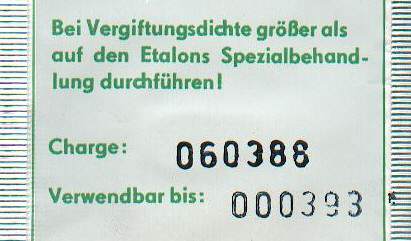 Bei Vergiftungsdichte größer als
auf den Etalons Spezialbehand-
lung durchführen!
Charge: 060388
Verwendbar bis: 000393